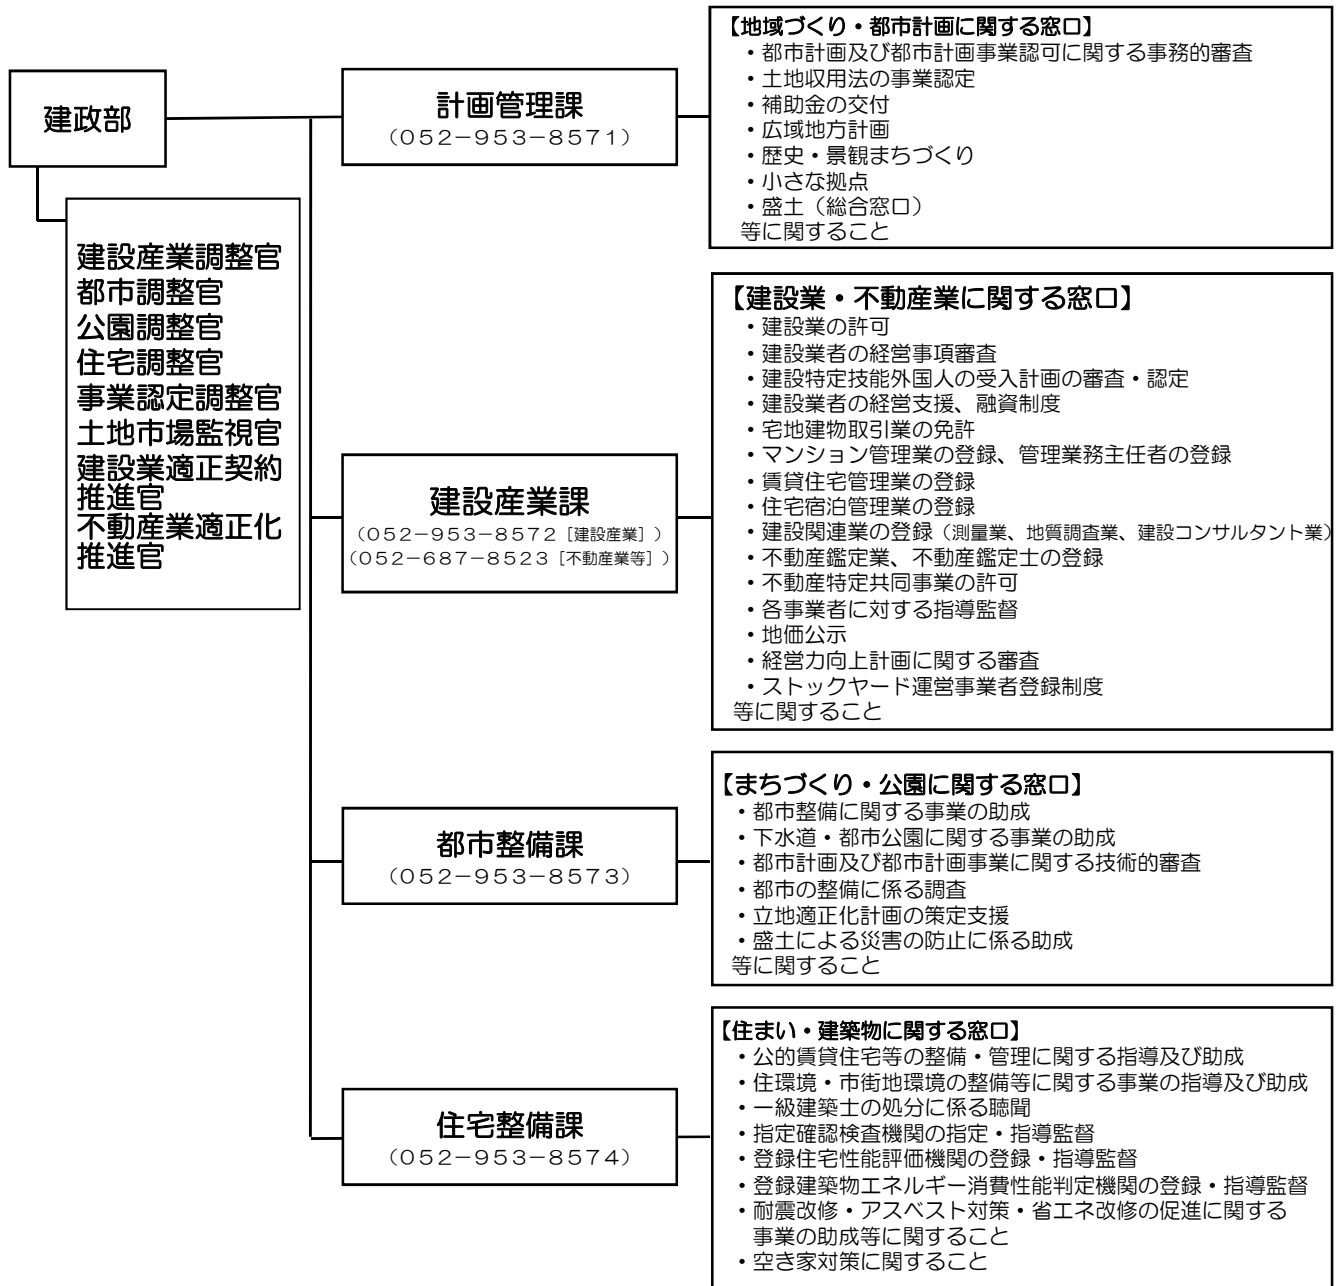 建政部
建設産業調整官
都市調整官
公園調整官
住宅調整官
事業認定調整官
土地市場監視官
建設業適正契約
推進官
不動産業適正化
推進官
計画管理課
（052－953－8571）
【地域づくり・都市計画に関する窓口】
・都市計画及び都市計画事業認可に関する事務的審査
・土地収用法の事業認定
・補助金の交付
・広域地方計画
・歴史・景観まちづくり
・小さな拠点
・盛土（総合窓口）
等に関すること
建設産業課
（052－953－8572［建設産業］）
（052－687－8523［不動産業等］）
【建設業・不動産業に関する窓口】
・建設業の許可
・建設業者の経営事項審査
・建設特定技能外国人の受入計画の審査・認定
・建設業者の経営支援、融資制度
・宅地建物取引業の免許
・マンション管理業の登録、管理業務主任者の登録
・賃貸住宅管理業の登録
・住宅宿泊管理業の登録
・建設関連業の登録（測量業、地質調査業、建設コンサルタント業）
・不動産鑑定業、不動産鑑定士の登録
・不動産特定共同事業の許可
・各事業者に対する指導監督
・地価公示
・経営力向上計画に関する審査
・ストックヤード運営事業者登録制度
等に関すること
都市整備課
（052－953－8573）
【まちづくり・公園に関する窓口】
・都市整備に関する事業の助成
・下水道・都市公園に関する事業の助成
・都市計画及び都市計画事業に関する技術的審査
・都市の整備に係る調査
・立地適正化計画の策定支援
・盛土による災害の防止に係る助成
等に関すること
住宅整備課
（052－953－8574）
【住まい・建築物に関する窓口】
・公的賃貸住宅等の整備・管理に関する指導及び助成
・住環境・市街地環境の整備等に関する事業の指導及び助成
・一級建築士の処分に係る聴聞
・指定確認検査機関の指定・指導監督
・登録住宅性能評価機関の登録・指導監督
・登録建築物エネルギー消費性能判定機関の登録・指導監督
・耐震改修・アスベスト対策・省エネ改修の促進に関する
事業の助成等に関すること
・空き家対策に関すること